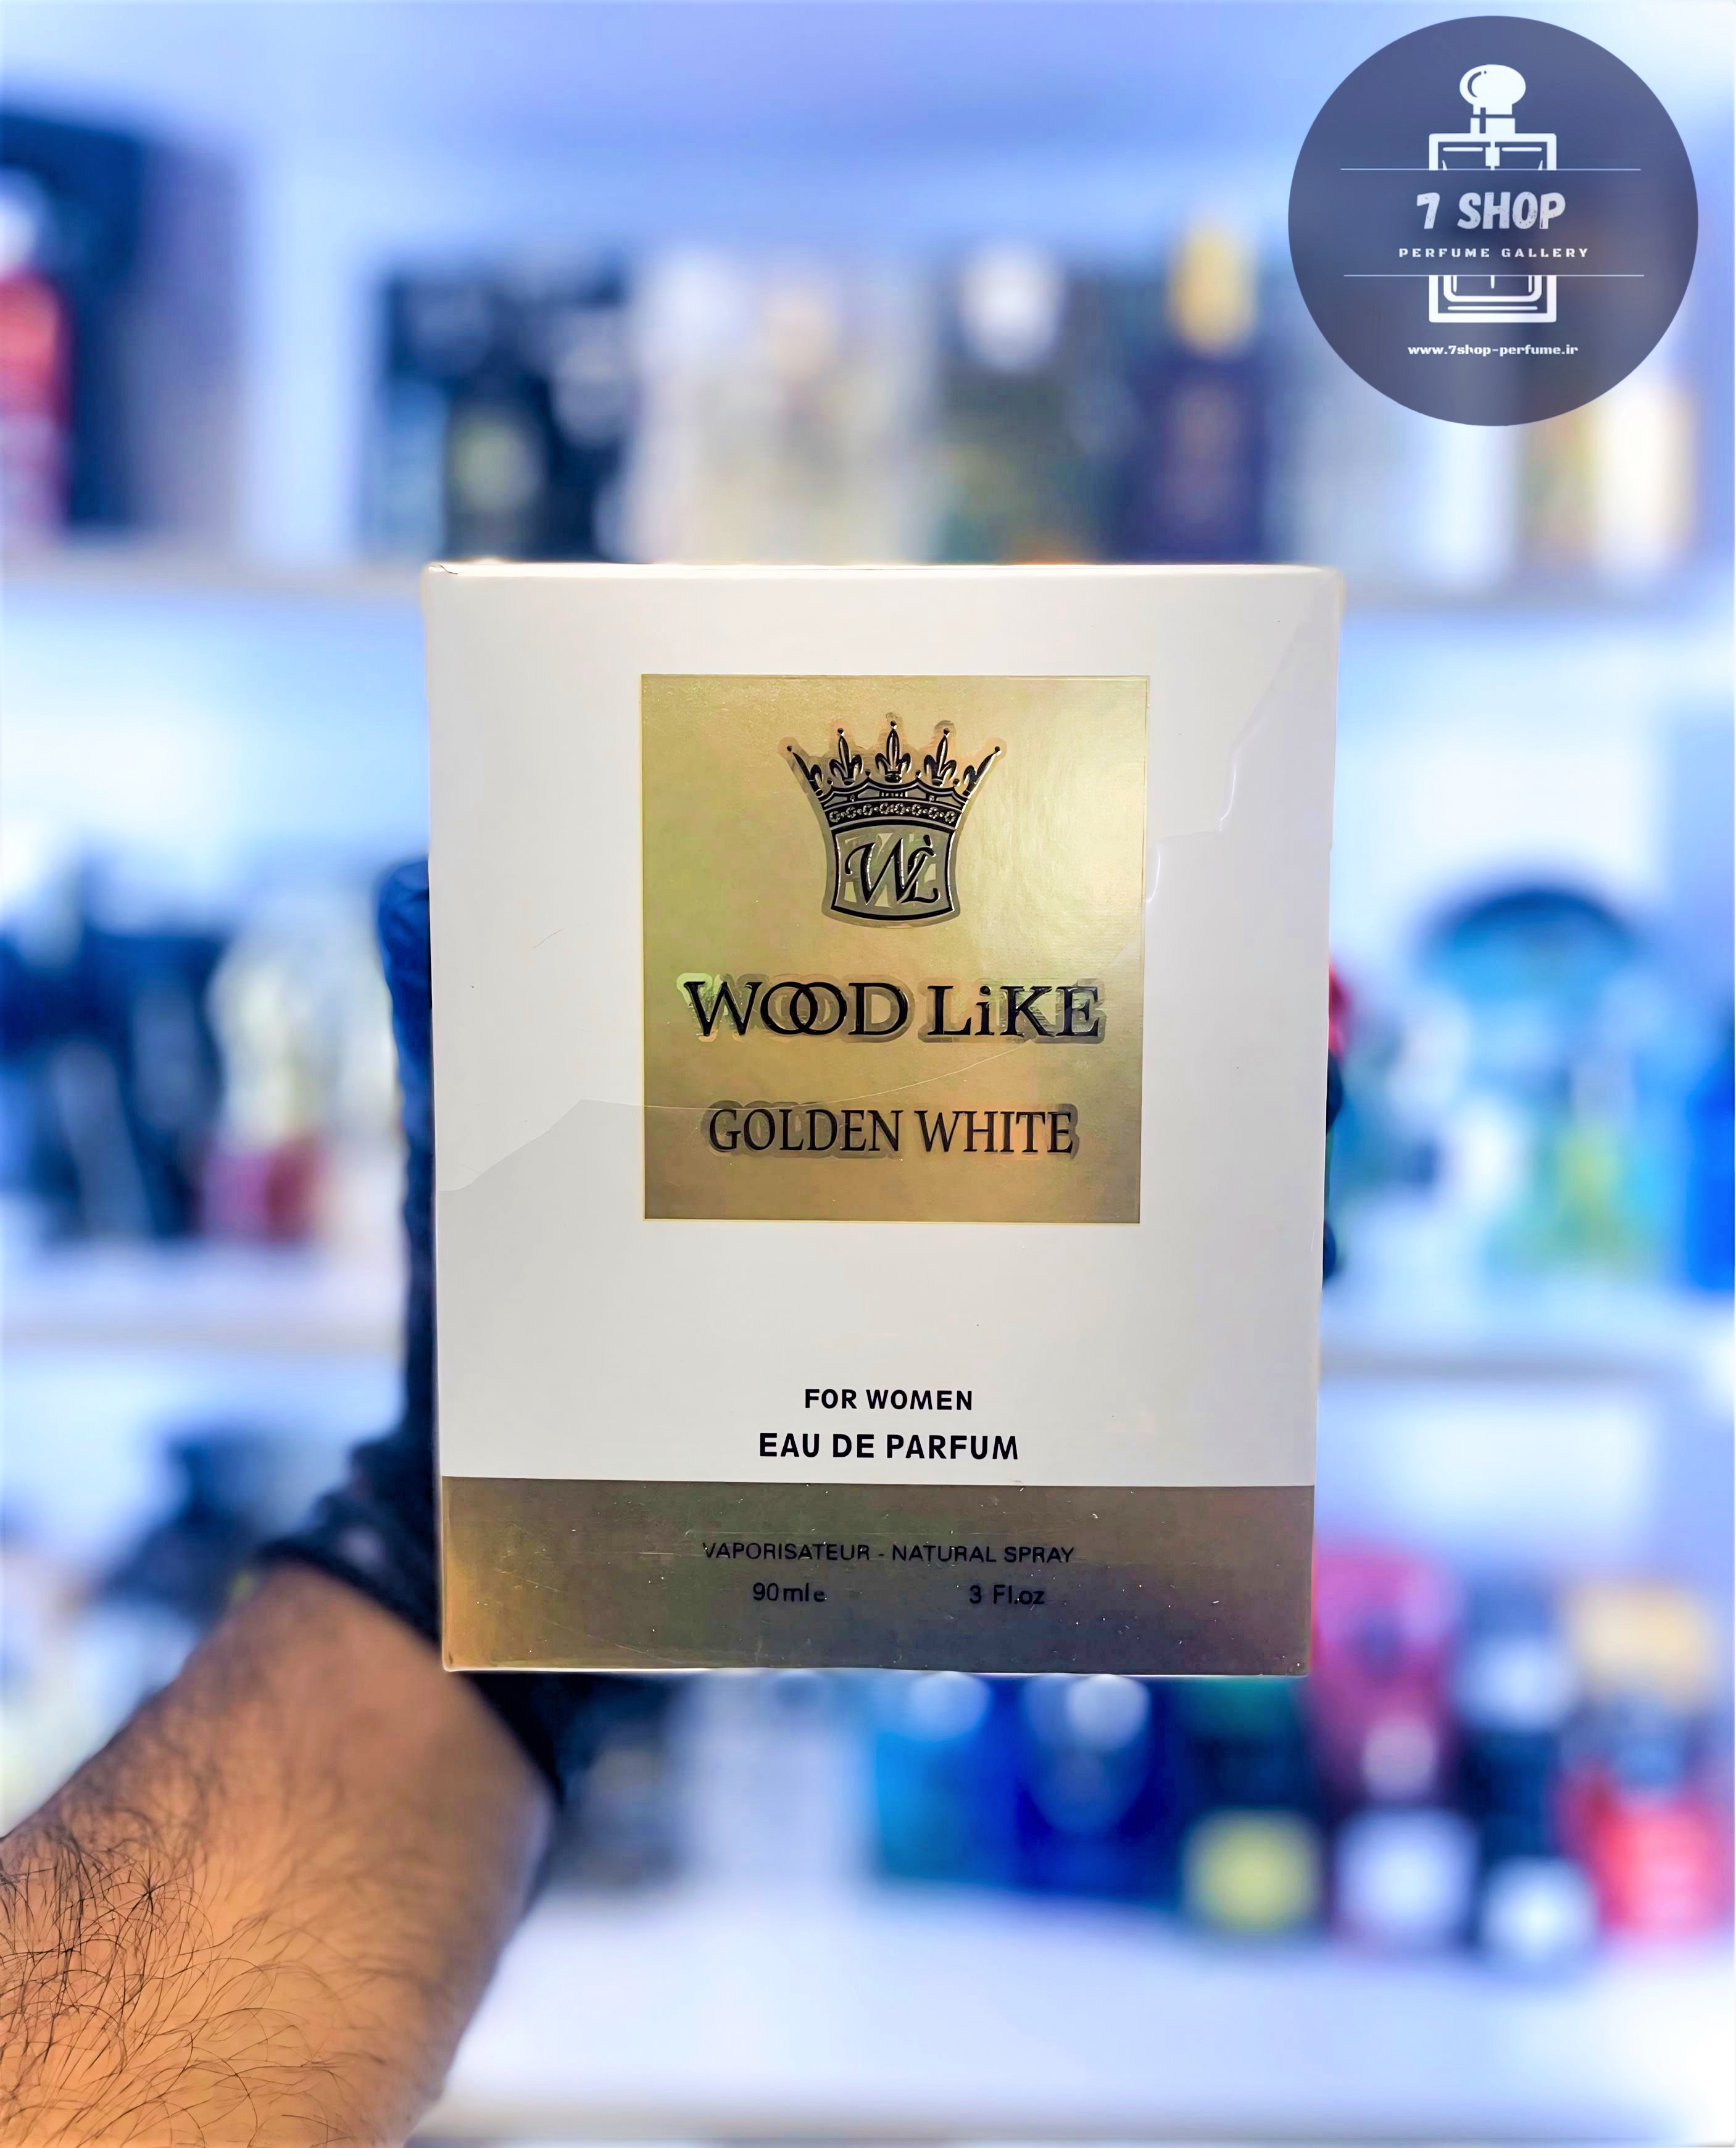 7 SHOP
PERFUME GALLERY
www.7shop-perfume.ir
WL
WOOD LiKE
GOLDEN WHITE
FOR WOMEN
EAU DE PARFUM
VAPORISATEUR - NATURAL SPRAY
90ml e 3 Fl.oz